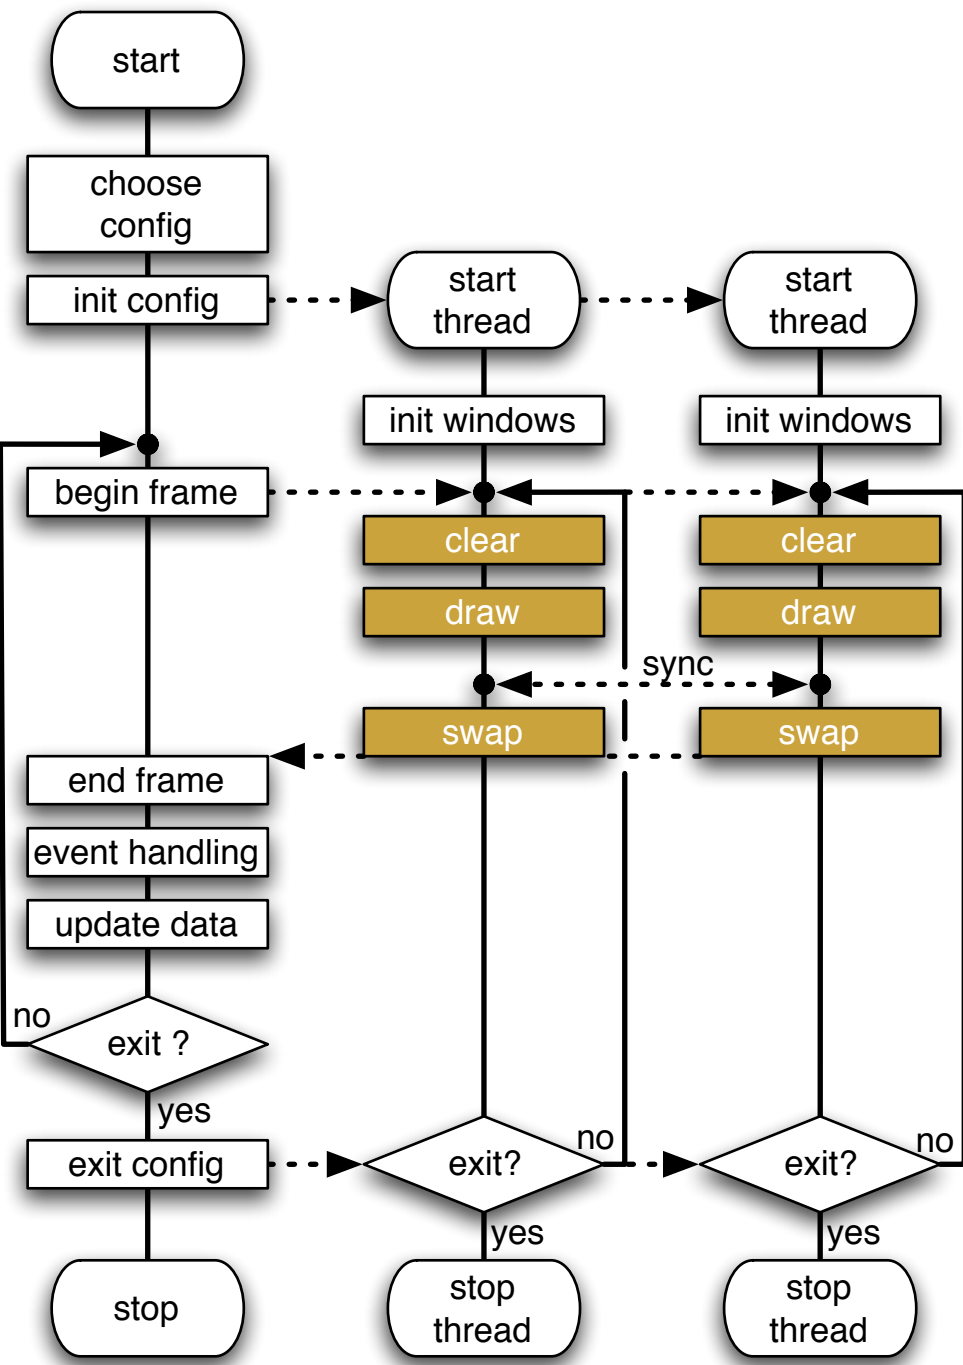 start
choose
config
init config
start
thread
start
thread
init windows
init windows
begin frame
clear
clear
draw
draw
sync
swap
swap
end frame
event handling
update data
no
exit ?
yes
exit config
exit?
no
exit?
no
yes
yes
stop
stop
thread
stop
thread